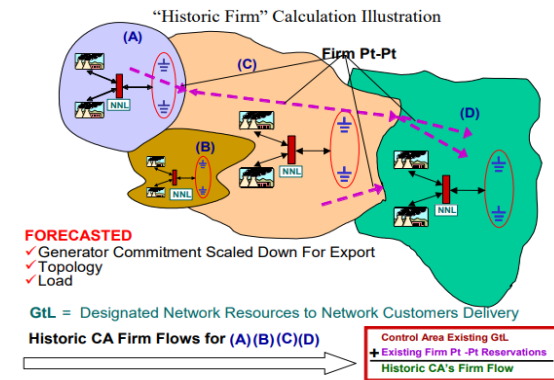 “Historic Firm” Calculation Illustration
(A)
(C)
Firm Pt-Pt
(D)
NNL
(B)
NNL
NNL
NNL
FORECASTED
✓Generator Commitment Scaled Down For Export
✓Topology
✓Load
GtL = Designated Network Resources to Network Customers Delivery
Historic CA Firm Flows for (A)(B)(C)(D)
Control Area Existing GtL
+ Existing Firm Pt -Pt Reservations
Historic CA's Firm Flow